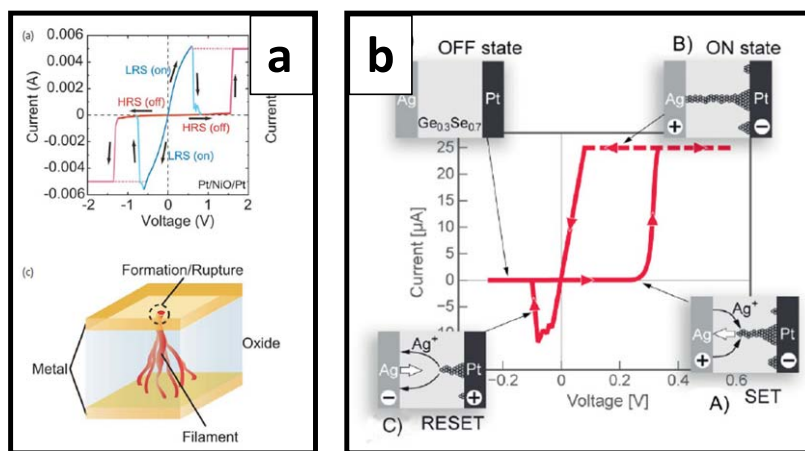 (a)
a
Current (A)
0.006
0.004
0.002
0
-0.002
-0.004
-0.006
LRS (on)
HRS (off)
HRS (off)
LRS (on)
Pt/NiO/Pt
-2
-1
0
1
2
Voltage (V)
Current (
(c)
Formation/Rupture
Metal
Oxide
Filament
b
OFF state
B) ON state
Ag
Pt
Ge0.3Se0.7
Pt
+
−
Current [µA]
25
20
15
10
5
0
−5
10
Ag+
Ag
Pt
+
−
A) SET
Ag+
Ag
Pt
−
+
C) RESET
−0.2
0
0.2
0.4
0.6
Voltage [V]